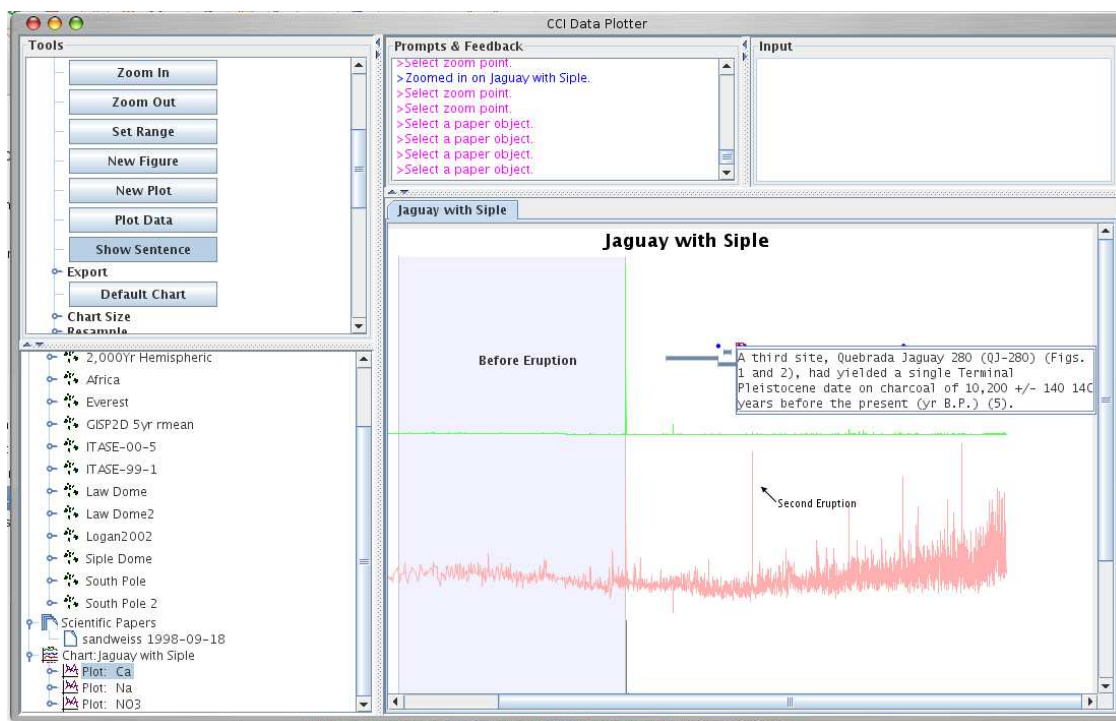 CCI Data Plotter
Tools
Zoom In
Zoom Out
Set Range
New Figure
New Plot
Plot Data
Show Sentence
Export
Default Chart
Chart Size
Resample
2,000Yr Hemispheric
Africa
Everest
GISP2D 5yr rmean
ITASE-00-5
ITASE-99-1
Law Dome
Law Dome2
Logan2002
Siple Dome
South Pole
South Pole 2
Scientific Papers
sandweiss 1998-09-18
Chart:Jaguay with Siple
Plot: Ca
Plot: Na
Plot: NO3
Prompts & Feedback
>Select zoom point.
>Zoomed in on Jaguay with Siple.
>Select zoom point.
>Select zoom point.
>Select a paper object.
>Select a paper object.
>Select a paper object.
>Select a paper object.
Input
Jaguay with Siple
Jaguay with Siple
Before Eruption
A third site, Quebrada Jaguay 280 (QJ-280) (Figs.
1 and 2), had yielded a single Terminal
Pleistocene date on charcoal of 10,200 +/- 140 14C
years before the present (yr B.P.) (5).
Second Eruption